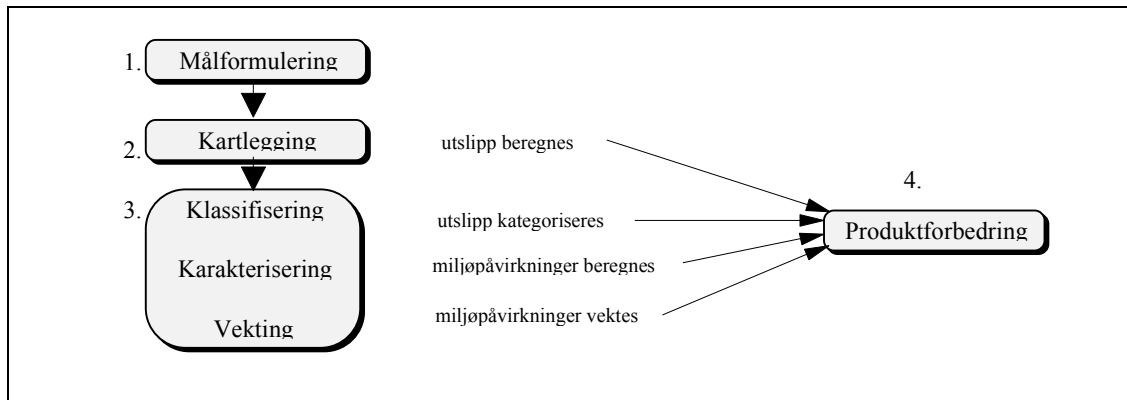 1. Målformulering
2. Kartlegging
utslipp beregnes
3. Klassifisering
Karakterisering
Vekting
utslipp kategoriseres
miljøpåvirkninger beregnes
miljøpåvirkninger vektes
4.
Produktforbedring